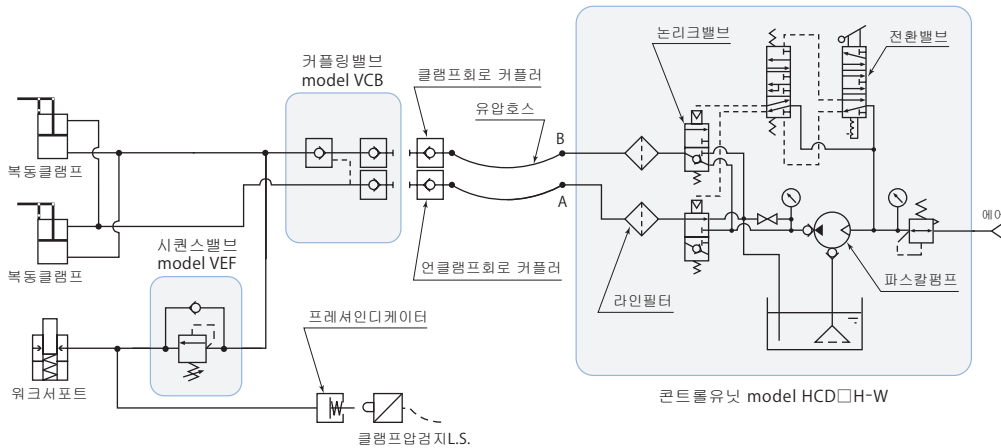 커플링밸브
model VCB
클램프회로 커플러
유압호스
B
A
논리크밸브
전환밸브
복동클램프
복동클램프
시퀀스밸브
model VEF
언클램프회로 커플러
라인필터
파스칼펌프
에어
프레셔인디케이터
워크서포트
클램프압검지L.S.
콘트롤유닛 model HCD□H-W